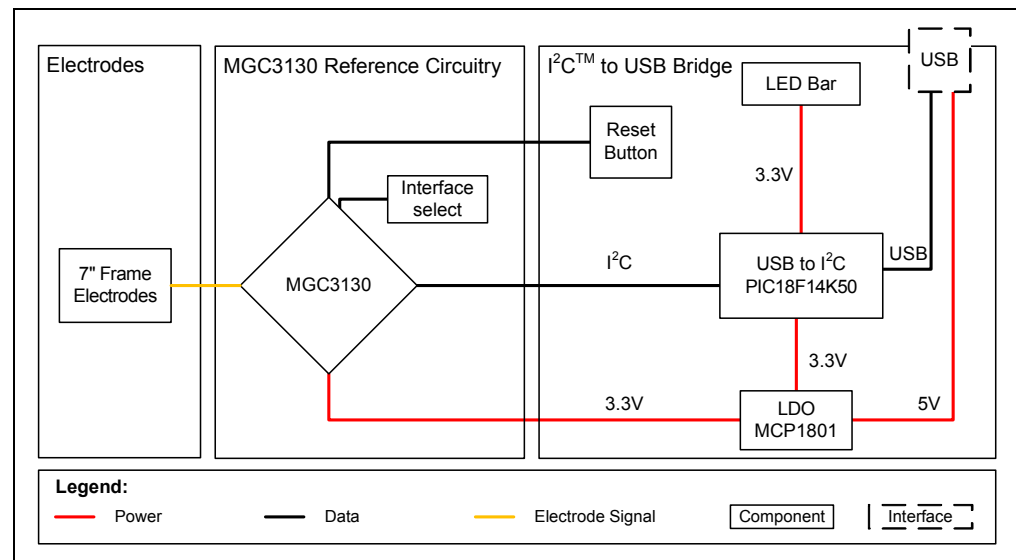 Electrodes
7" Frame
Electrodes
MGC3130 Reference Circuitry
Interface
select
MGC3130
I²C™ to USB Bridge
USB
LED Bar
Reset
Button
3.3V
I²C
USB to I²C
PIC18F14K50
USB
3.3V
3.3V
LDO
MCP1801
5V
Legend:
Power
Data
Electrode Signal
Component
Interface